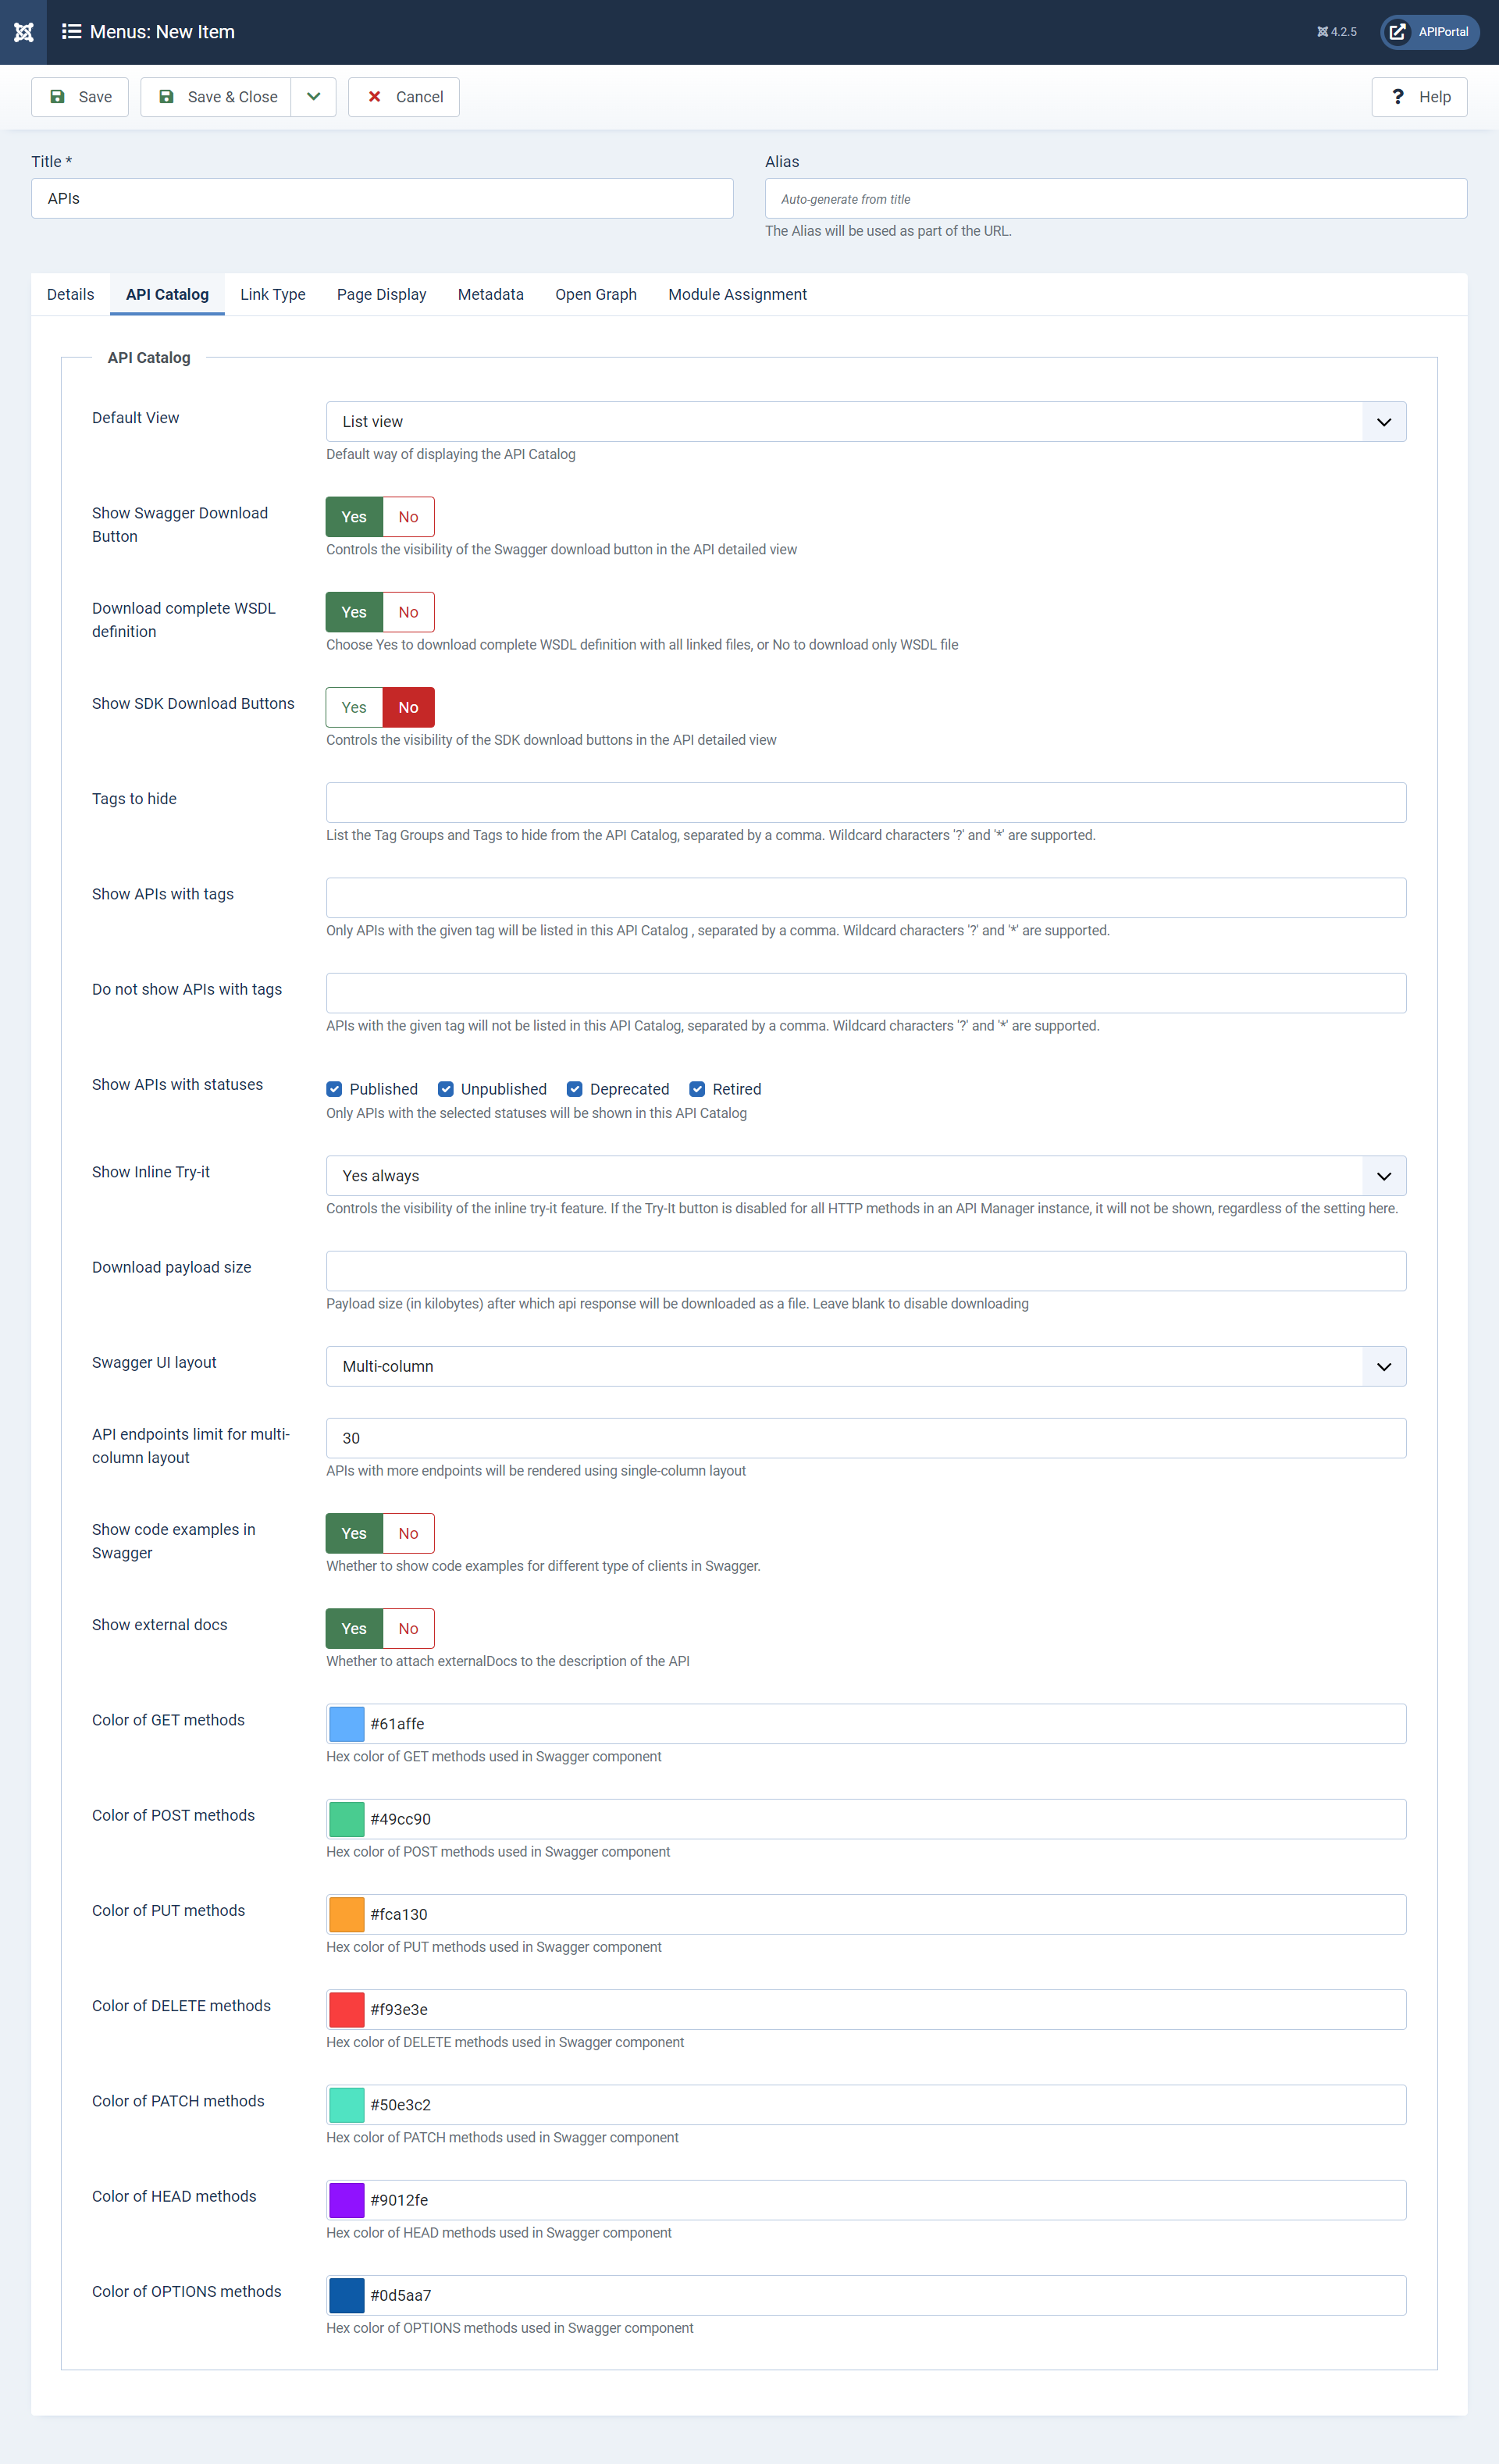 Menus: New Item
4.2.5
APIPortal
Save
Save & Close
Cancel
? Help
Title *
Alias
APIs
Auto-generate from title
The Alias will be used as part of the URL.
Details
API Catalog
Link Type
Page Display
Metadata
Open Graph
Module Assignment
API Catalog
Default View
List view
Default way of displaying the API Catalog
Show Swagger Download
Button
Yes
No
Controls the visibility of the Swagger download button in the API detailed view
Download complete WSDL
definition
Yes
No
Choose Yes to download complete WSDL definition with all linked files, or No to download only WSDL file
Show SDK Download Buttons
Yes
No
Controls the visibility of the SDK download buttons in the API detailed view
Tags to hide
List the Tag Groups and Tags to hide from the API Catalog, separated by a comma. Wildcard characters '?' and '*' are supported.
Show APIs with tags
Only APIs with the given tag will be listed in this API Catalog , separated by a comma. Wildcard characters '?' and '*' are supported.
Do not show APIs with tags
APIs with the given tag will not be listed in this API Catalog, separated by a comma. Wildcard characters '?' and '*' are supported.
Show APIs with statuses
Published
Unpublished
Deprecated
Retired
Only APIs with the selected statuses will be shown in this API Catalog
Show Inline Try-it
Yes always
Controls the visibility of the inline try-it feature. If the Try-It button is disabled for all HTTP methods in an API Manager instance, it will not be shown, regardless of the setting here.
Download payload size
Payload size (in kilobytes) after which api response will be downloaded as a file. Leave blank to disable downloading
Swagger UI layout
Multi-column
API endpoints limit for multi-
column layout
30
APIs with more endpoints will be rendered using single-column layout
Show code examples in
Swagger
Yes
No
Whether to show code examples for different type of clients in Swagger.
Show external docs
Yes
No
Whether to attach externalDocs to the description of the API
Color of GET methods
#61affe
Hex color of GET methods used in Swagger component
Color of POST methods
#49cc90
Hex color of POST methods used in Swagger component
Color of PUT methods
#fca130
Hex color of PUT methods used in Swagger component
Color of DELETE methods
#f93e3e
Hex color of DELETE methods used in Swagger component
Color of PATCH methods
#50e3c2
Hex color of PATCH methods used in Swagger component
Color of HEAD methods
#9012fe
Hex color of HEAD methods used in Swagger component
Color of OPTIONS methods
#0d5aa7
Hex color of OPTIONS methods used in Swagger component